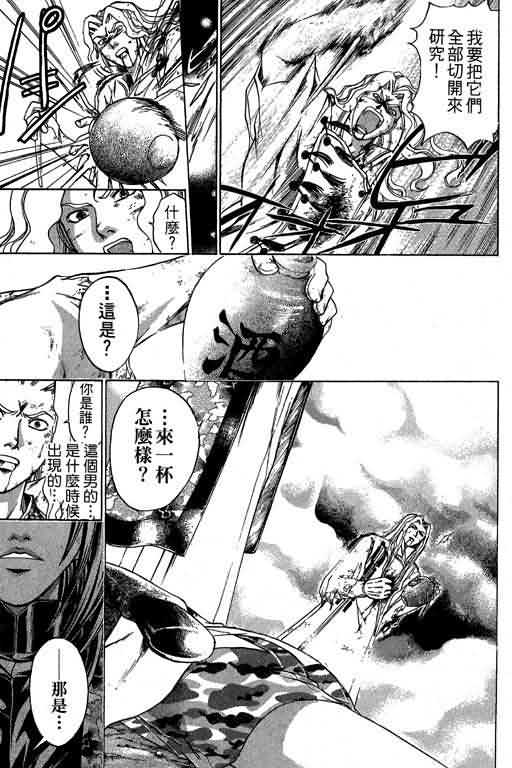 我要把它們
全部切開來
研究！
什麼？
…這是？
酒
…來一杯
怎麼樣？
你是誰？
這個男的…
是什麼時候
出現的…
——那是…